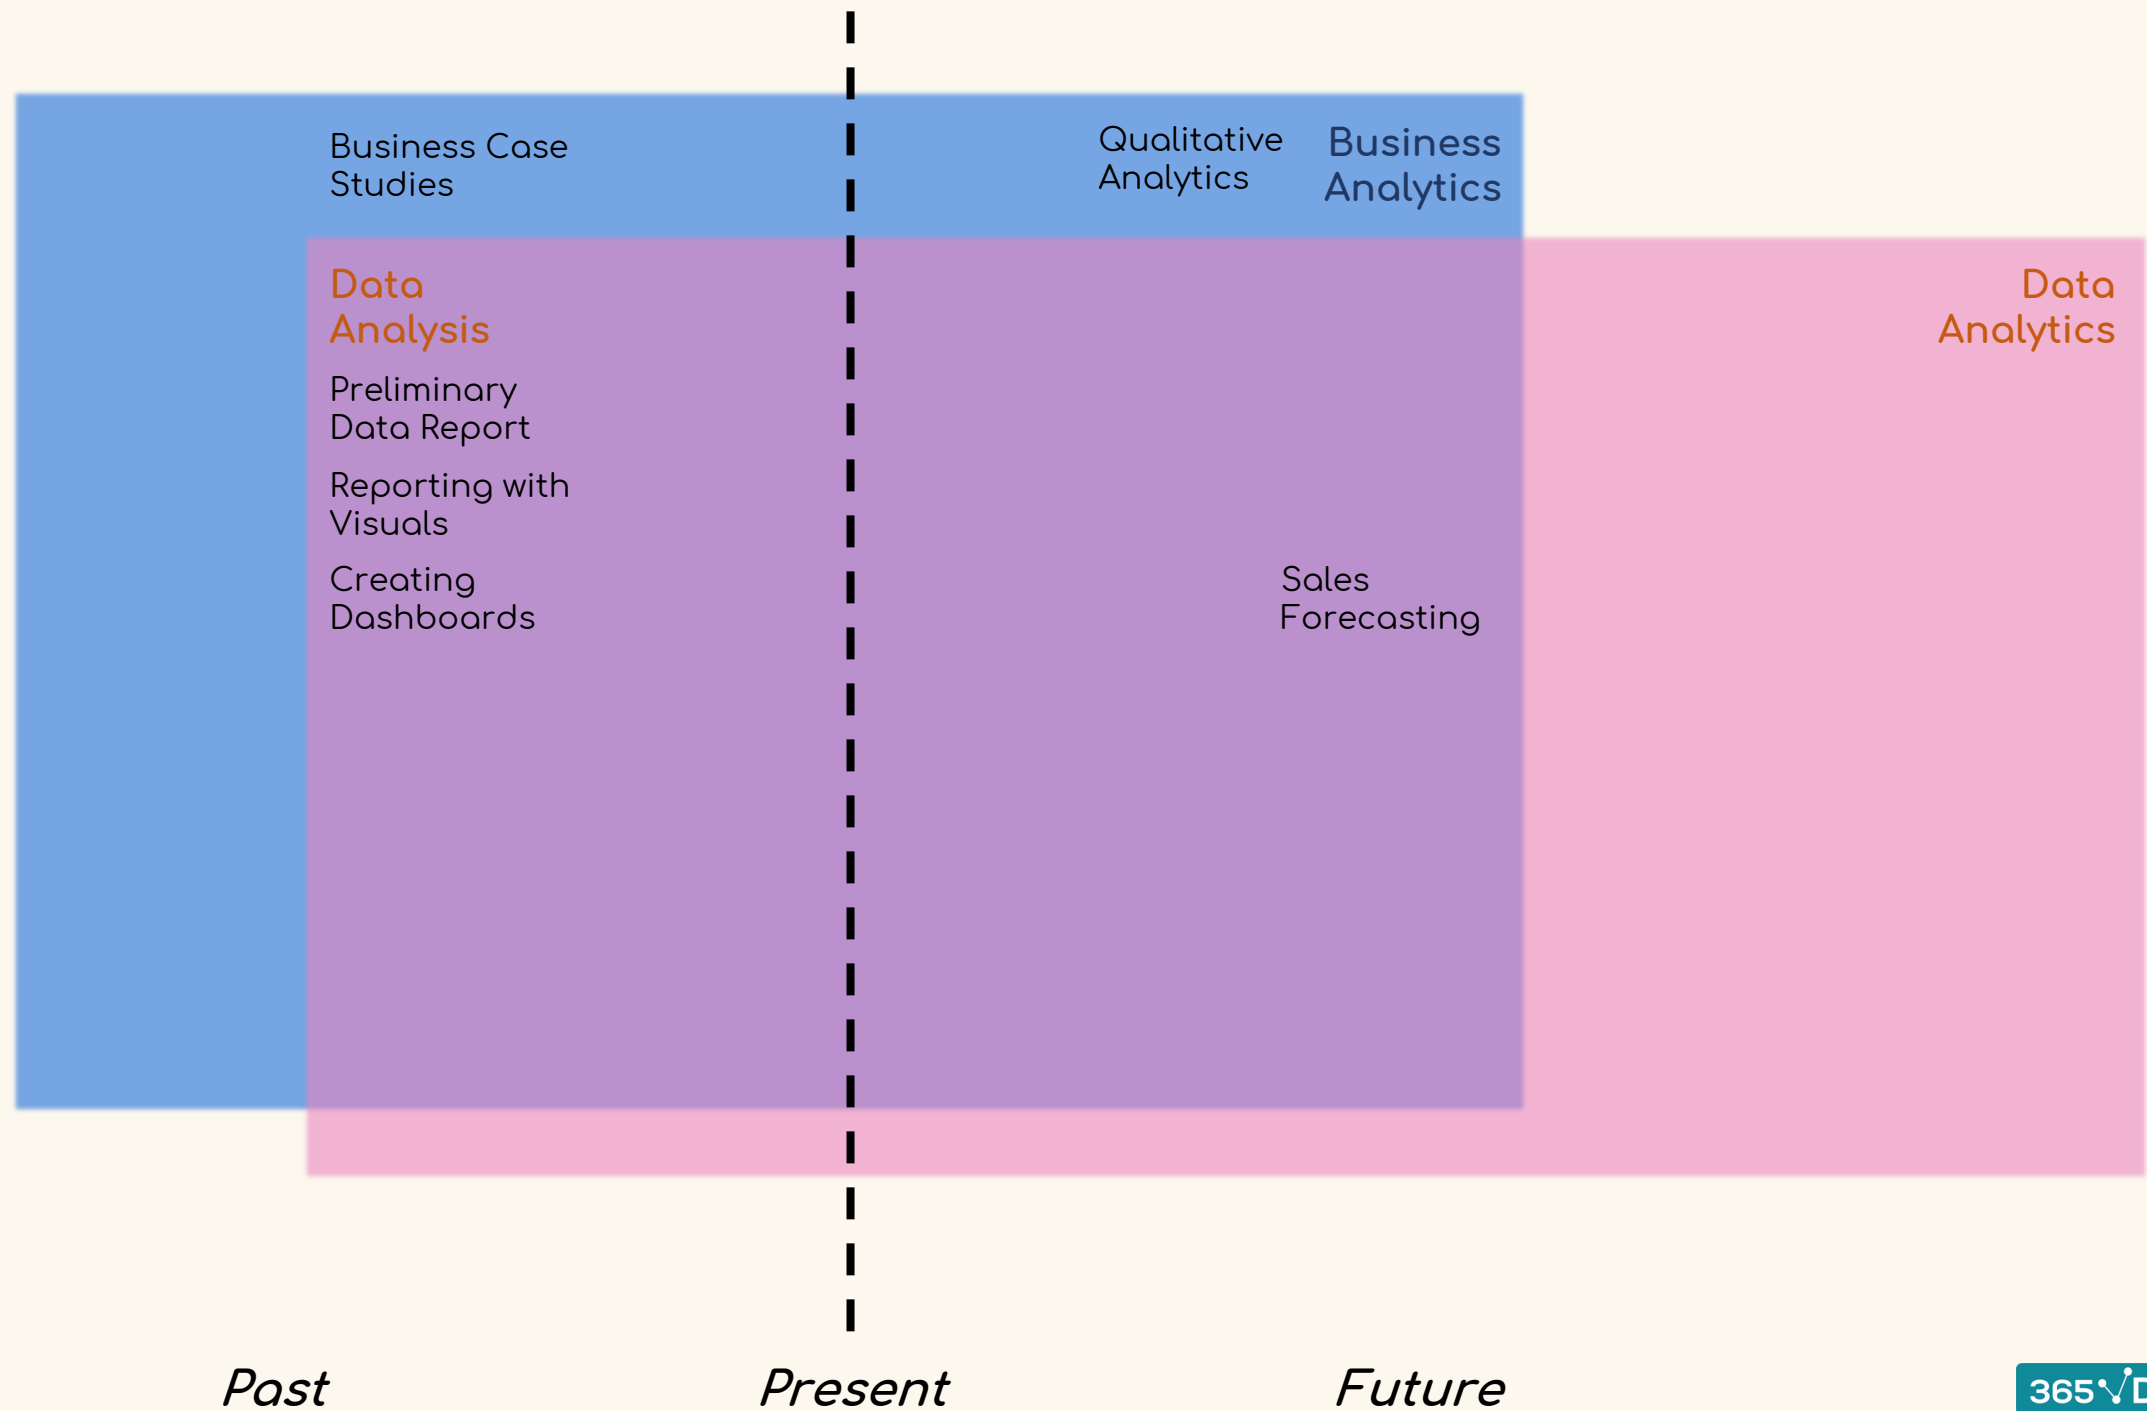 Business Case
Studies
Qualitative
Analytics
Business
Analytics
Data
Analysis
Data
Analytics
Preliminary
Data Report
Reporting with
Visuals
Creating
Dashboards
Sales
Forecasting
Past
Present
Future
365